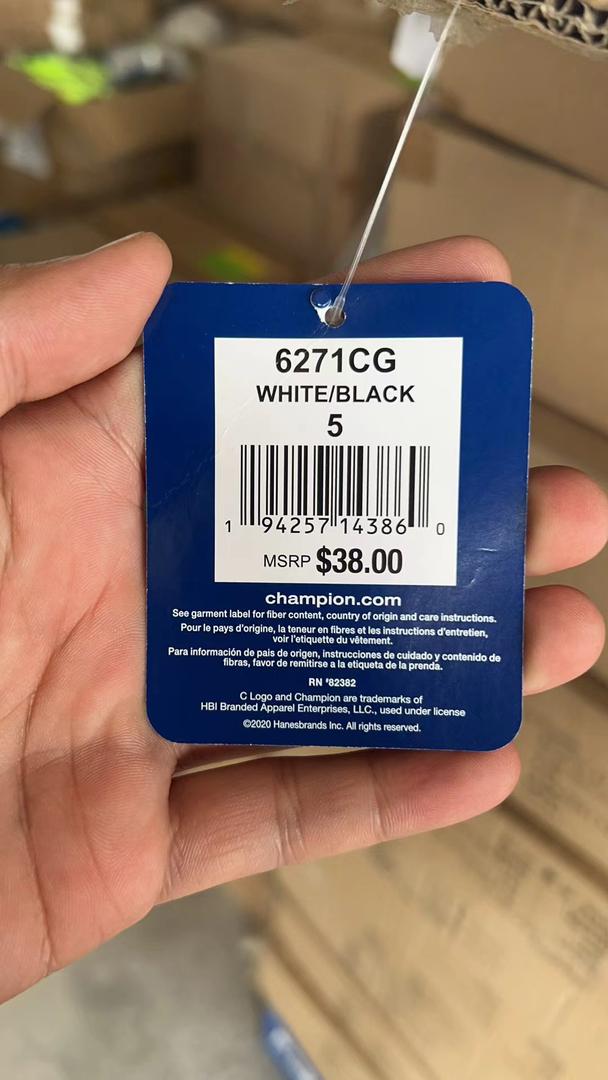 6271CG
WHITE/BLACK
5
1 94257 14386 0
MSRP $38.00
champion.com
See garment label for fiber content, country of origin and care instructions.
Pour le pays d'origine, la teneur en fibres et les instructions d'entretien,
voir l'etiquette du vêtement.
Para información de pais de origen, instrucciones de cuidado y contenido de
fibras, favor de remitirse a la etiqueta de la prenda.
RN #82382
C Logo and Champion are trademarks of
HBI Branded Apparel Enterprises, LLC., used under license
©2020 Hanesbrands Inc. All rights reserved.